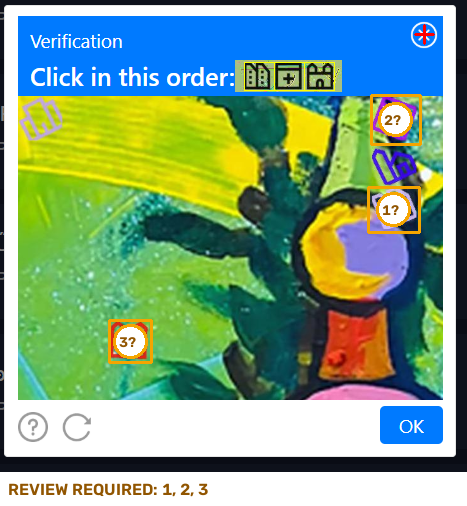 Verification
Click in this order:
2?
1?
3?
OK
REVIEW REQUIRED: 1, 2, 3